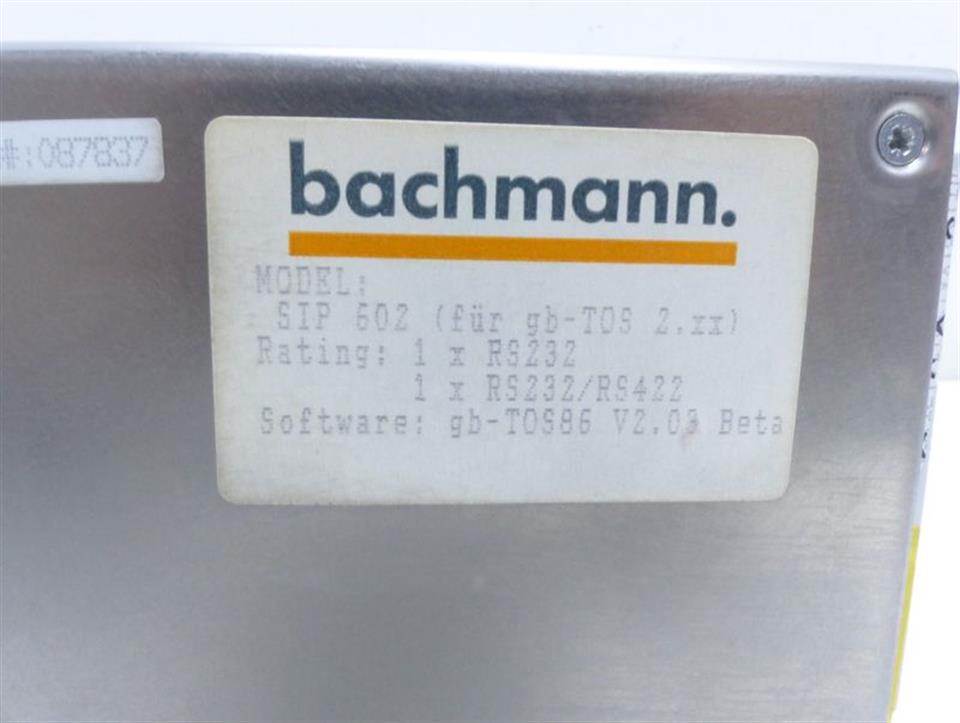 #:087837
bachmann.
MODEL:
SIP 602 (für gb-TOS 2.xx)
Rating: 1 x RS232
1 x RS232/RS422
Software: gb-TOS86 V2.03 Beta